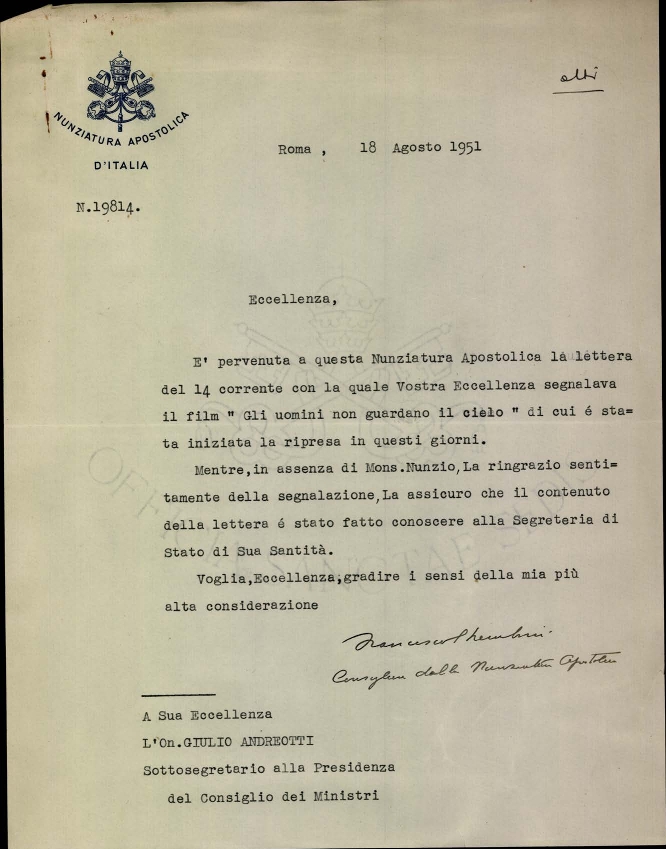 NUNZIATURA APOSTOLICA
D'ITALIA
Roma , 18 Agosto 1951
N.19814.
Eccellenza,
E' pervenuta a questa Nunziatura Apostolica la lettera
del 14 corrente con la quale Vostra Eccellenza segnalava
il film " Gli uomini non guardano il cielo " di cui é sta=
ta iniziata la ripresa in questi giorni.
Mentre,in assenza di Mons.Nunzio,La ringrazio senti=
tamente della segnalazione,La assicuro che il contenuto
della lettera é stato fatto conoscere alla Segreteria di
Stato di Sua Santità.
Voglia,Eccellenza,gradire i sensi della mia più
alta considerazione
Francesco
della Nunziatura
A Sua Eccellenza
L'On.GIULIO ANDREOTTI
Sottosegretario alla Presidenza
del Consiglio dei Ministri